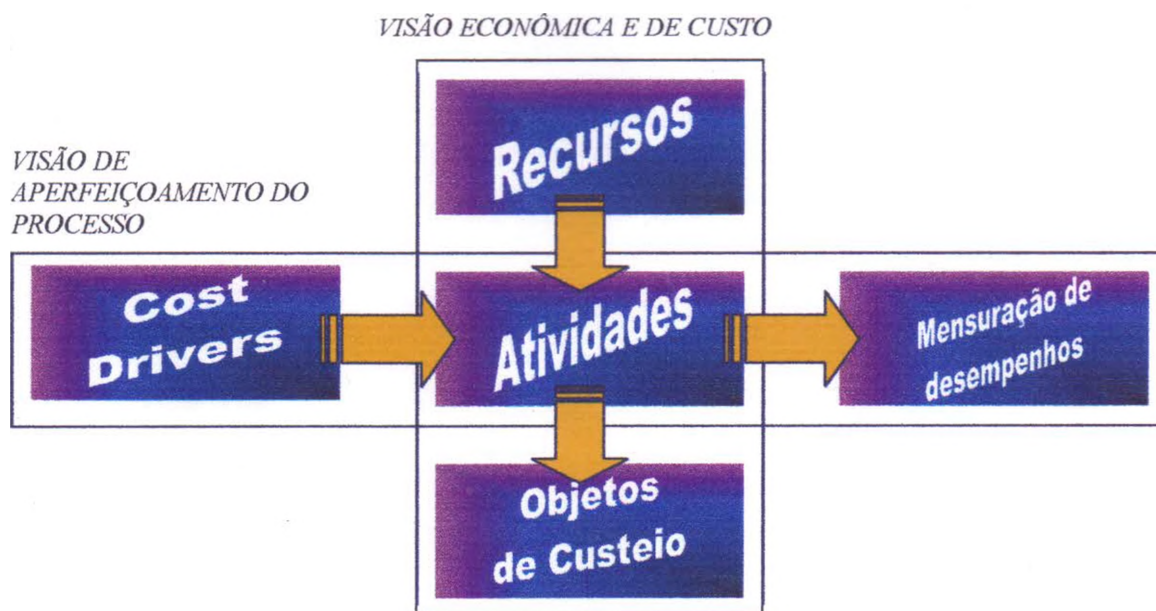 VISÃO ECONÔMICA E DE CUSTO
Recursos
VISÃO DE
APERFEIÇOAMENTO DO
PROCESSO
Cost
Drivers
Atividades
Mensuração de
desempenhos
Objetos
de Custeio